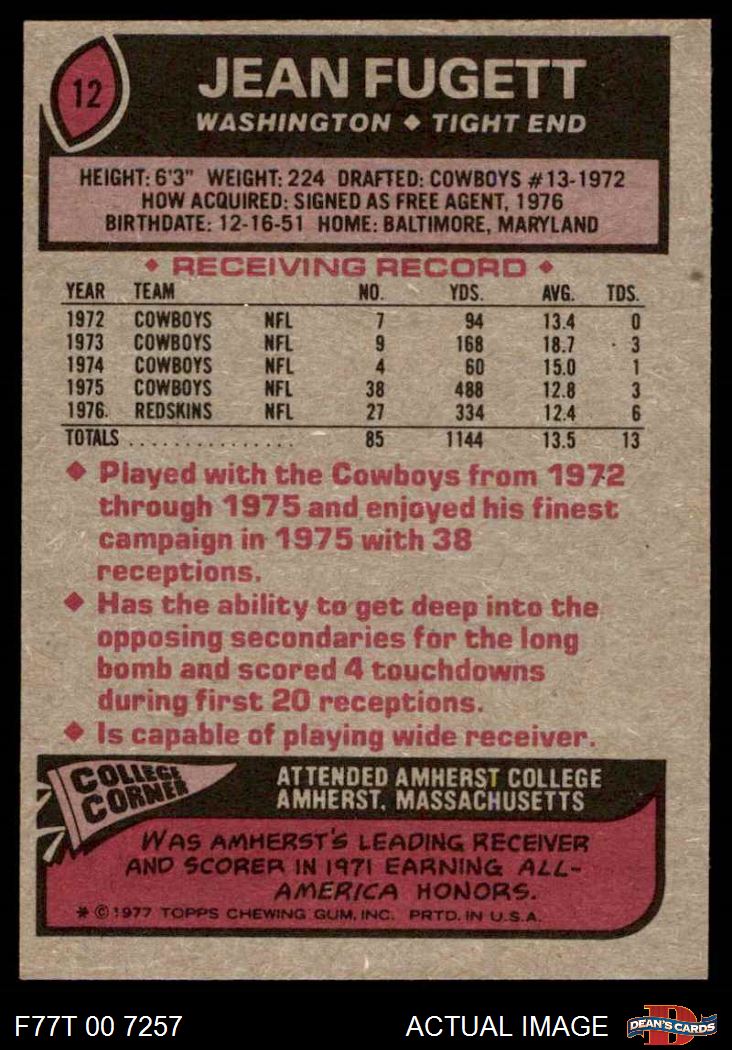 12
JEAN FUGETT
WASHINGTON ◆ TIGHT END
HEIGHT: 6'3" WEIGHT: 224 DRAFTED: COWBOYS #13-1972
HOW ACQUIRED: SIGNED AS FREE AGENT, 1976
BIRTHDATE: 12-16-51 HOME: BALTIMORE, MARYLAND
◆ RECEIVING RECORD ◆
YEAR TEAM NO. YDS. AVG. TDS.
1972 COWBOYS NFL 7 94 13.4 0
1973 COWBOYS NFL 9 168 18.7 3
1974 COWBOYS NFL 4 60 15.0 1
1975 COWBOYS NFL 38 488 12.8 3
1976 REDSKINS NFL 27 334 12.4 6
TOTALS . . . . . . . . . . . . . . . 85 1144 13.5 13
◆ Played with the Cowboys from 1972
through 1975 and enjoyed his finest
campaign in 1975 with 38
receptions.
◆ Has the ability to get deep into the
opposing secondaries for the long
bomb and scored 4 touchdowns
during first 20 receptions.
◆ Is capable of playing wide receiver.
COLLEGE
CORNER
ATTENDED AMHERST COLLEGE
AMHERST, MASSACHUSETTS
WAS AMHERST'S LEADING RECEIVER
AND SCORER IN 1971 EARNING ALL-
AMERICA HONORS.
* © 1977 TOPPS CHEWING GUM, INC. PRTD. IN U.S.A.
F77T 00 7257
ACTUAL IMAGE
D
DEAN'S CARDS